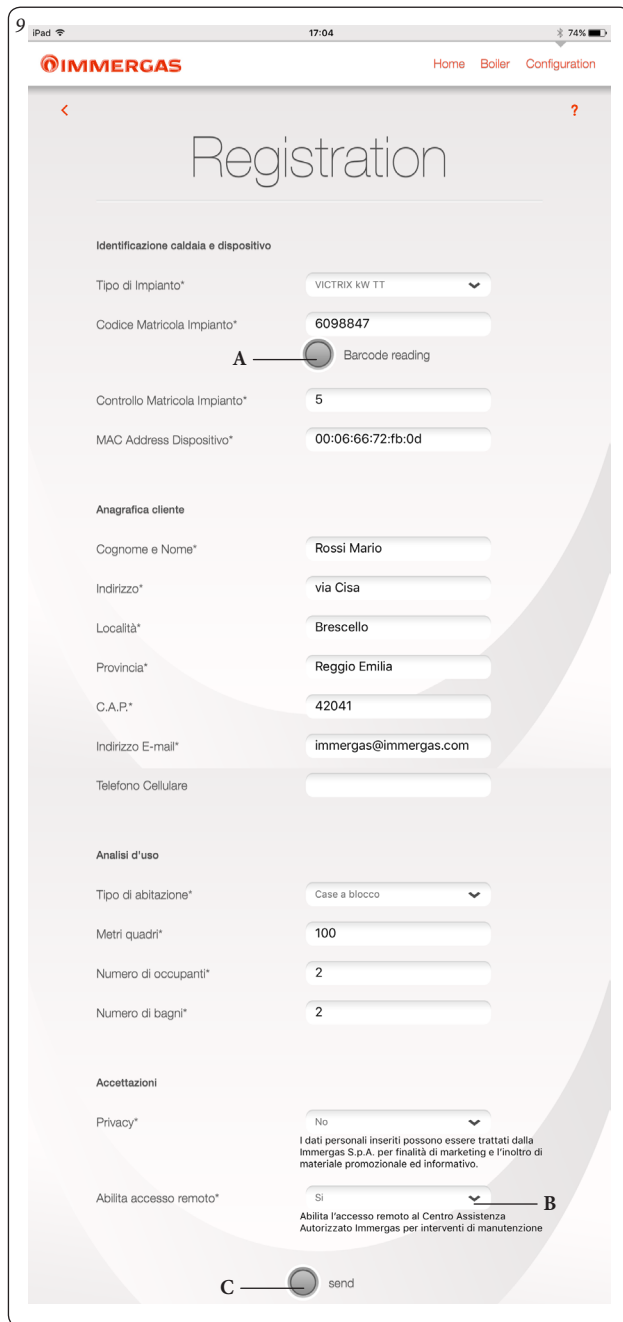 9
iPad 17:04 74%
IMMERGAS Home Boiler Configuration
< ?
Registration
Identificazione caldaia e dispositivo
Tipo di Impianto* VICTRIX kW TT
Codice Matricola Impianto* 6098847
A Barcode reading
Controllo Matricola Impianto* 5
MAC Address Dispositivo* 00:06:66:72:fb:0d
Anagrafica cliente
Cognome e Nome* Rossi Mario
Indirizzo* via Cisa
Località* Brescello
Provincia* Reggio Emilia
C.A.P.* 42041
Indirizzo E-mail* immergas@immergas.com
Telefono Cellulare
Analisi d'uso
Tipo di abitazione* Case a blocco
Metri quadri* 100
Numero di occupanti* 2
Numero di bagni* 2
Accettazioni
Privacy* No
I dati personali inseriti possono essere trattati dalla
Immergas S.p.A. per finalità di marketing e l'inoltro di
materiale promozionale ed informativo.
Abilita accesso remoto* Si B
Abilita l'accesso remoto al Centro Assistenza
Autorizzato Immergas per interventi di manutenzione
C send